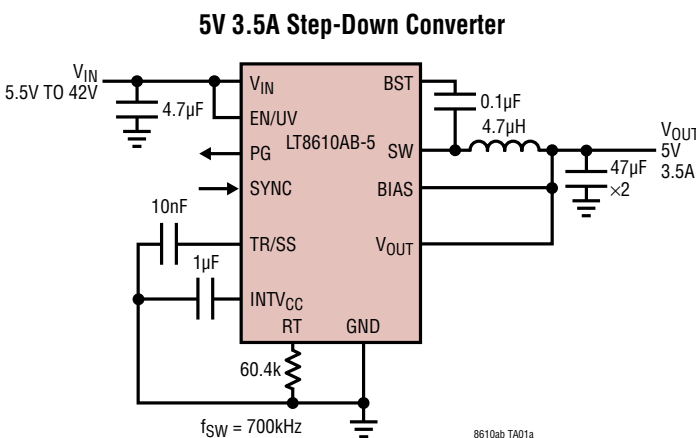 5V 3.5A Step-Down Converter
VIN
5.5V TO 42V
4.7µF
VIN
EN/UV
PG
SYNC
TR/SS
INTVCC
RT
GND
LT8610AB-5
BST
SW
BIAS
VOUT
0.1µF
4.7µH
VOUT
5V
3.5A
47µF
×2
10nF
1µF
60.4k
fSW = 700kHz
8610ab TA01a